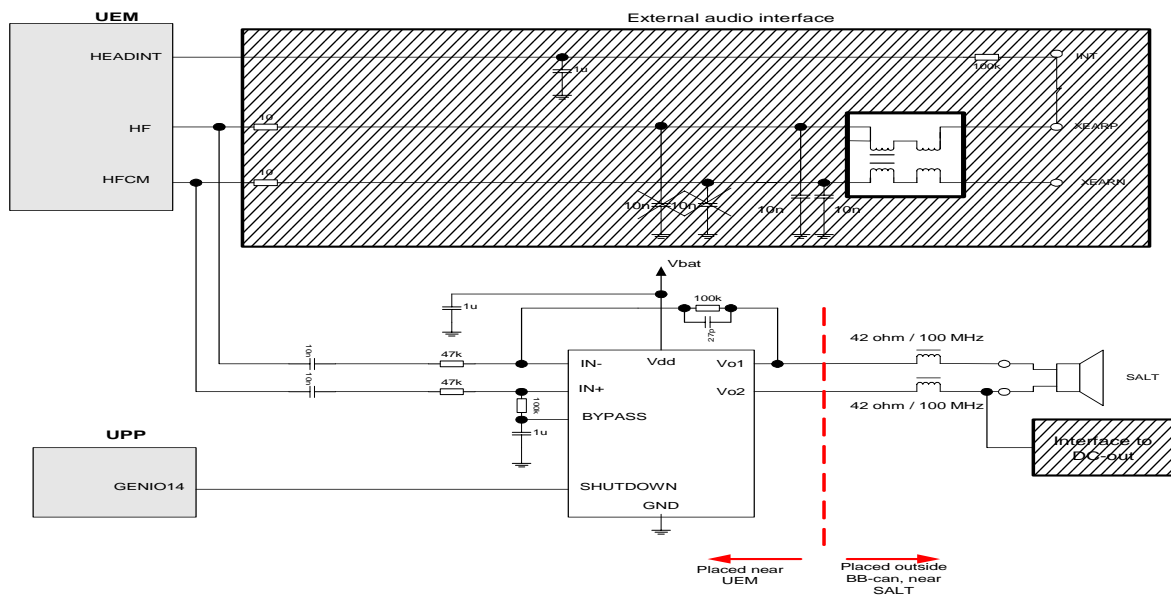 UEM
External audio interface
HEADINT
1u
100k
INT
10
HF
XEARP
10
HFCM
XEARN
10n
10n
10n
10n
Vbat
1u
100k
27p
42 ohm / 100 MHz
10n
47k
IN-
Vdd
Vo1
10n
47k
IN+
Vo2
SALT
100k
BYPASS
42 ohm / 100 MHz
1u
UPP
Interface to
DC-out
GENIO14
SHUTDOWN
GND
Placed near
UEM
Placed outside
BB-can, near
SALT